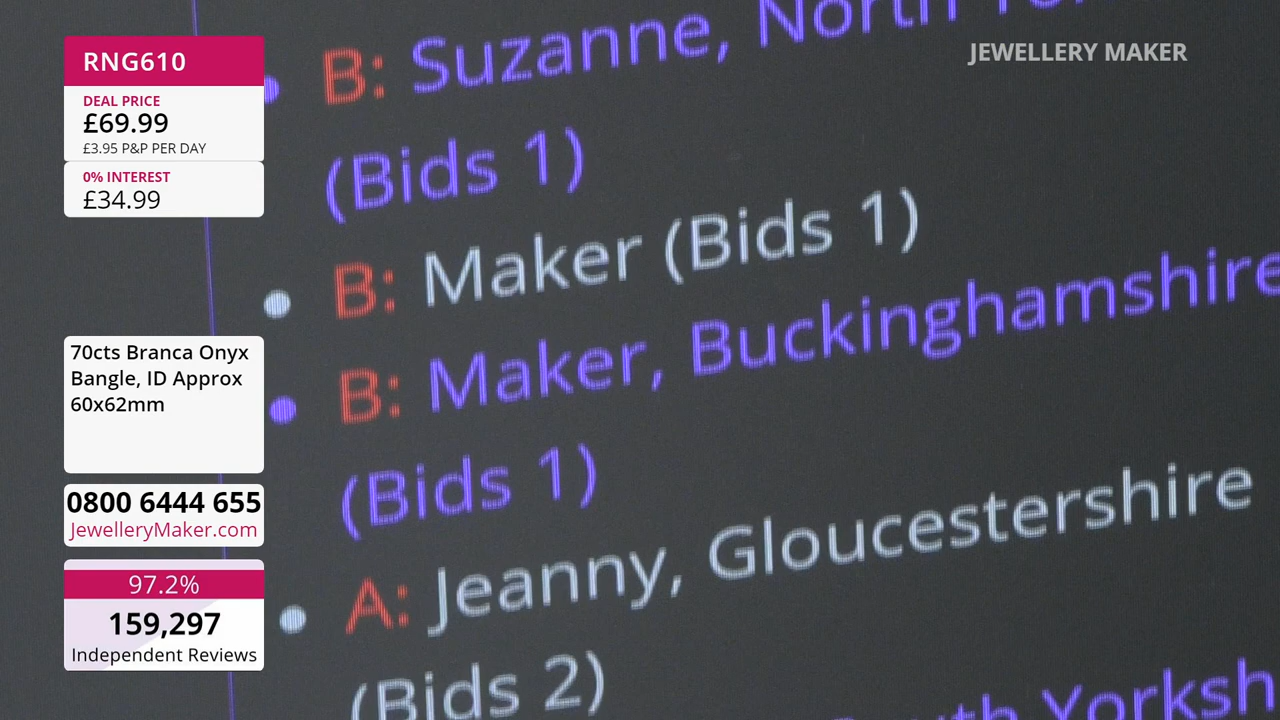 RNG610
DEAL PRICE
£69.99
£3.95 P&P PER DAY
0% INTEREST
£34.99
70cts Branca Onyx
Bangle, ID Approx
60x62mm
0800 6444 655
JewelleryMaker.com
97.2%
159,297
Independent Reviews
JEWELLERY MAKER
B: Suzanne, North
(Bids 1)
B: Maker (Bids 1)
B: Maker, Buckinghamshire
(Bids 1)
A: Jeanny, Gloucestershire
(Bids 2)